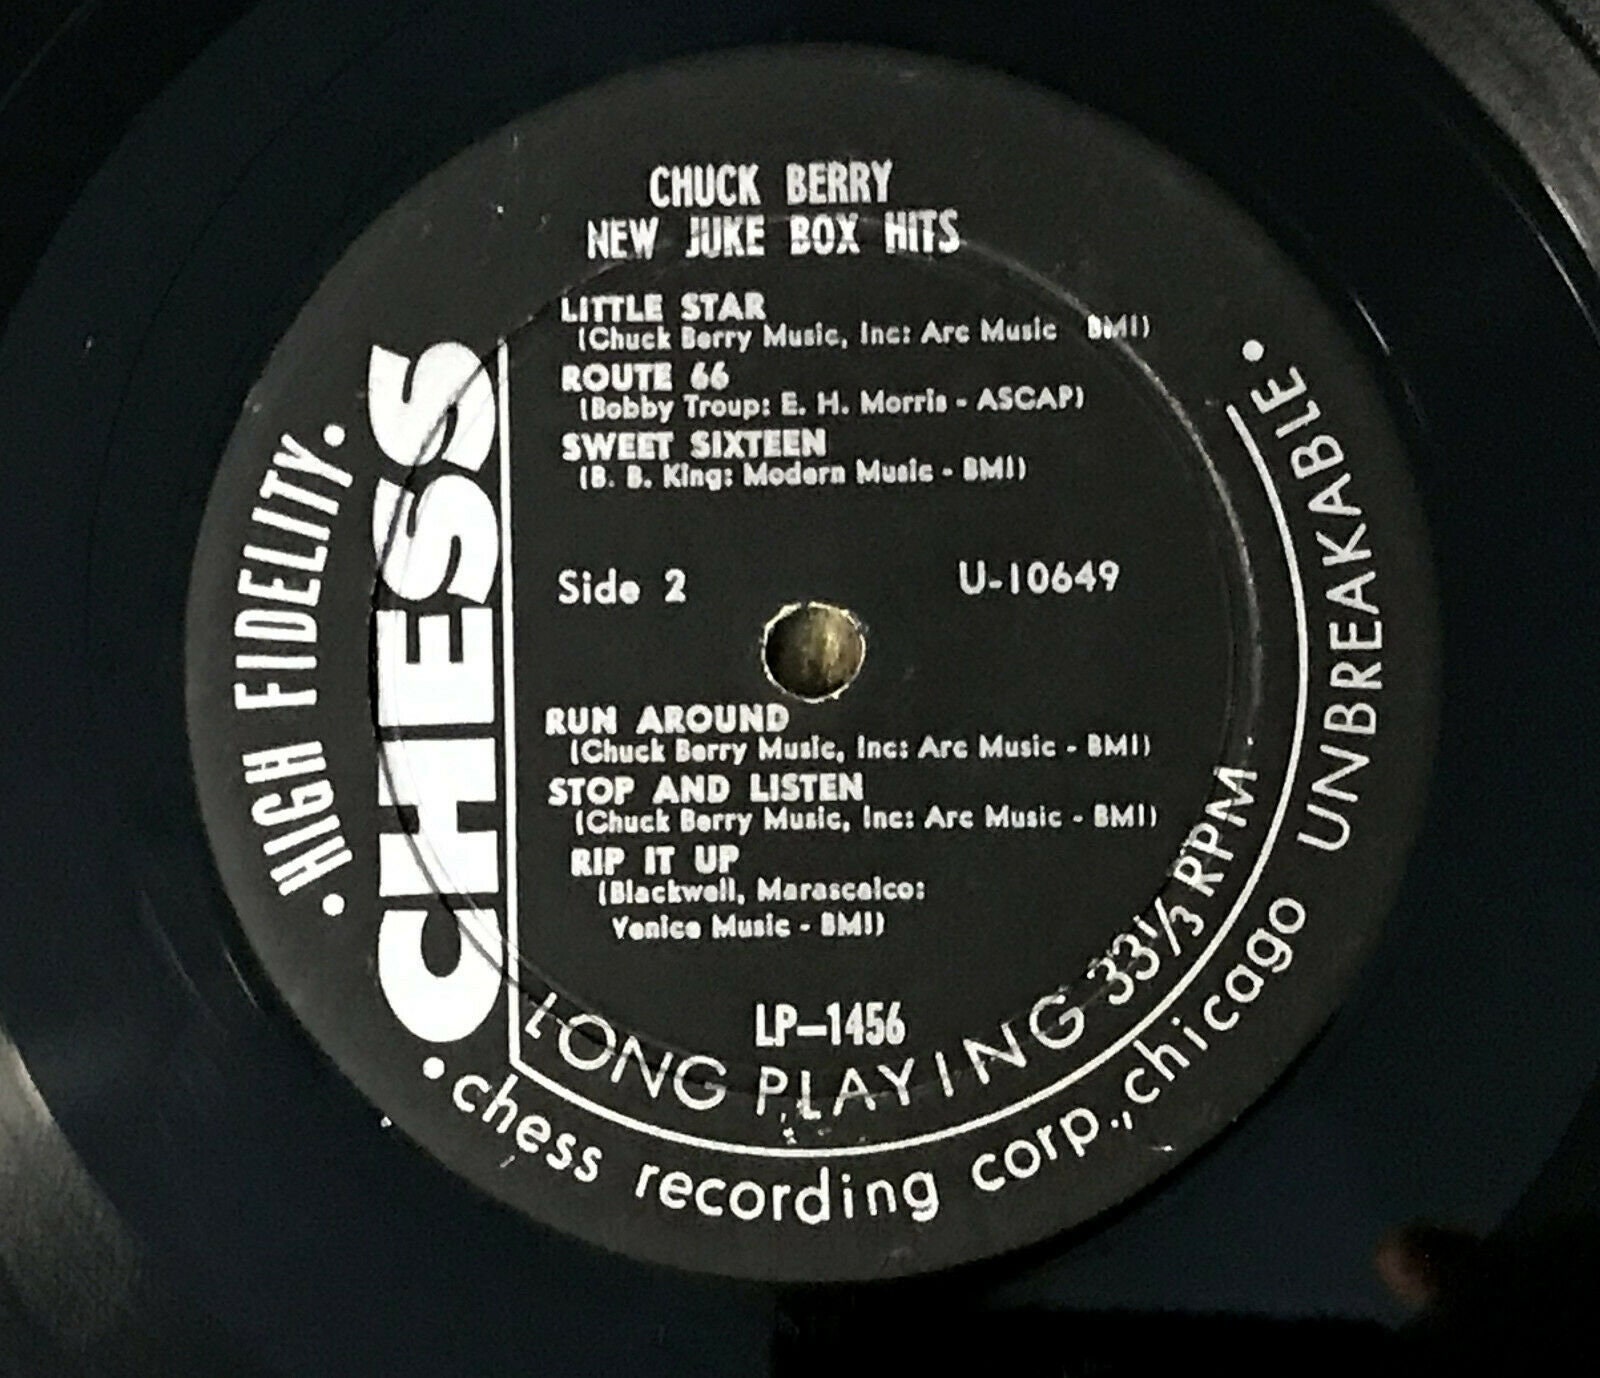 CHUCK BERRY
NEW JUKE BOX HITS
LITTLE STAR
(Chuck Berry Music, Inc: Arc Music BMI)
ROUTE 66
(Bobby Troup: E. H. Morris - ASCAP)
SWEET SIXTEEN
(B. B. King: Modern Music - BMI)
Side 2 U-10649
RUN AROUND
(Chuck Berry Music, Inc: Arc Music - BMI)
STOP AND LISTEN
(Chuck Berry Music, Inc: Arc Music - BMI)
RIP IT UP
(Blackwell, Marascalco:
Venice Music - BMI)
LP-1456
LONG PLAYING 33 1/3 RPM.
• HIGH FIDELITY •
CHESS
• chess recording corp., chicago UNBREAKABLE •